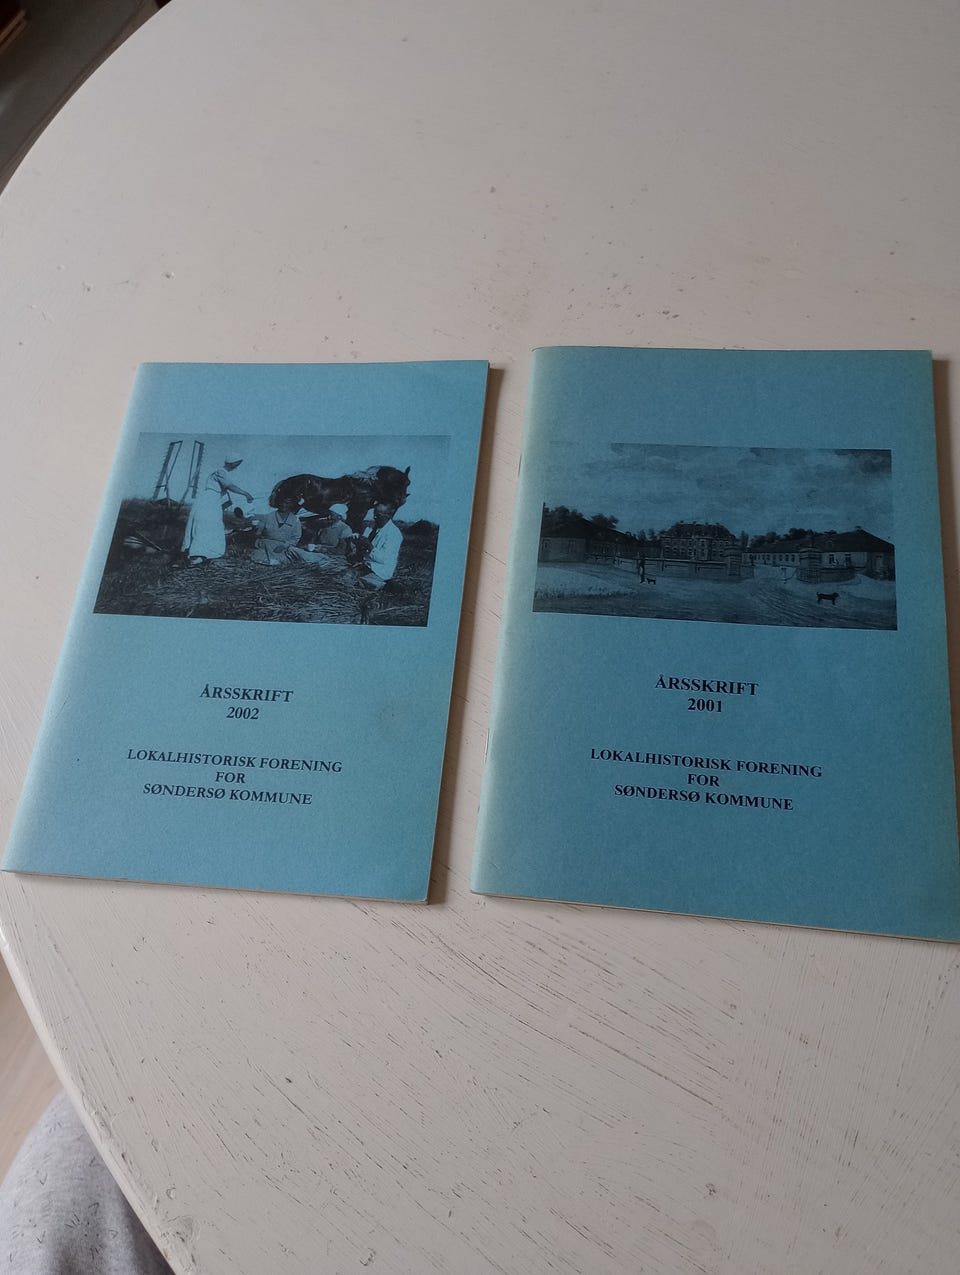 ÅRSSKRIFT
2002
LOKALHISTORISK FORENING
FOR
SØNDERSØ KOMMUNE
ÅRSSKRIFT
2001
LOKALHISTORISK FORENING
FOR
SØNDERSØ KOMMUNE